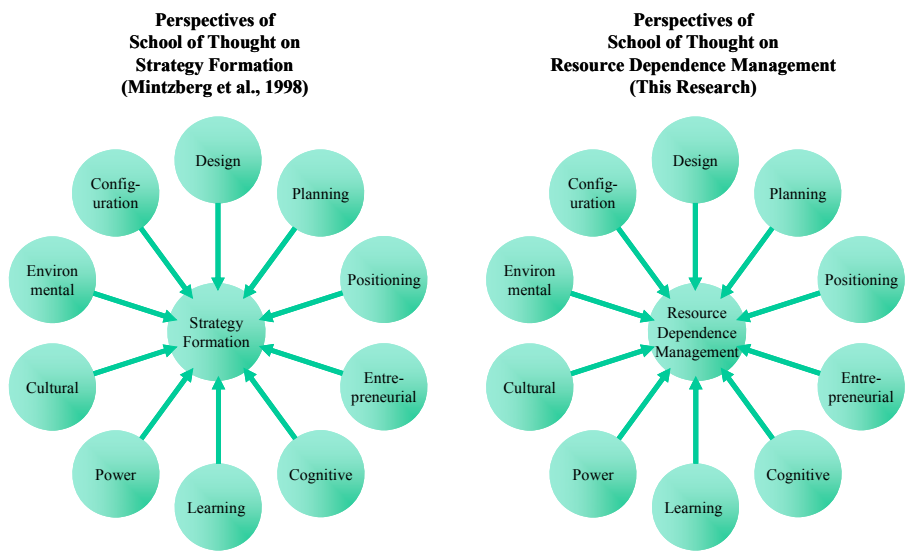 Perspectives of
School of Thought on
Strategy Formation
(Mintzberg et al., 1998)
Design
Planning
Positioning
Entre-
preneurial
Cognitive
Learning
Power
Cultural
Environ
mental
Config-
uration
Strategy
Formation
Perspectives of
School of Thought on
Resource Dependence Management
(This Research)
Design
Planning
Positioning
Entre-
preneurial
Cognitive
Learning
Power
Cultural
Environ
mental
Config-
uration
Resource
Dependence
Management